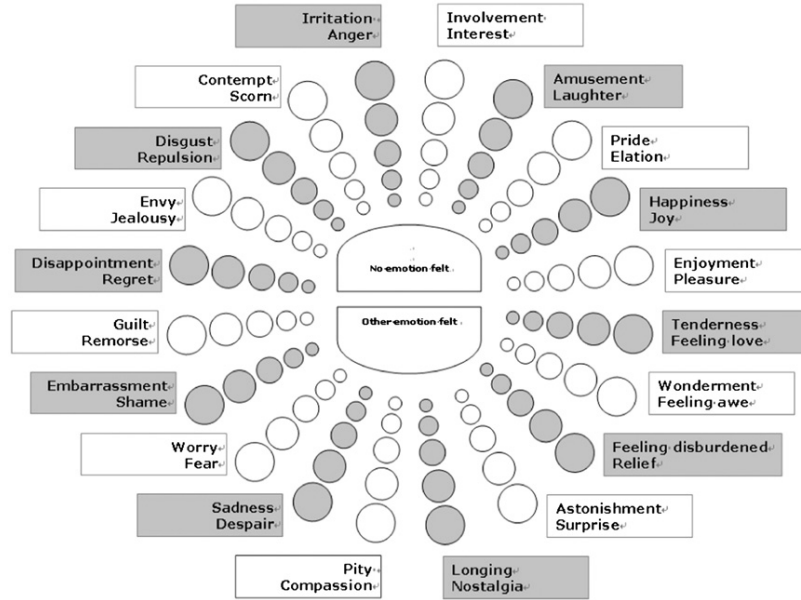 Irritation
Anger
Involvement
Interest
Contempt
Scorn
Amusement
Laughter
Disgust
Repulsion
Pride
Elation
Envy
Jealousy
Happiness
Joy
No emotion felt
Disappointment
Regret
Enjoyment
Pleasure
Other emotion felt
Guilt
Remorse
Tenderness
Feeling love
Embarrassment
Shame
Wonderment
Feeling awe
Worry
Fear
Feeling disburdened
Relief
Sadness
Despair
Astonishment
Surprise
Pity
Compassion
Longing
Nostalgia